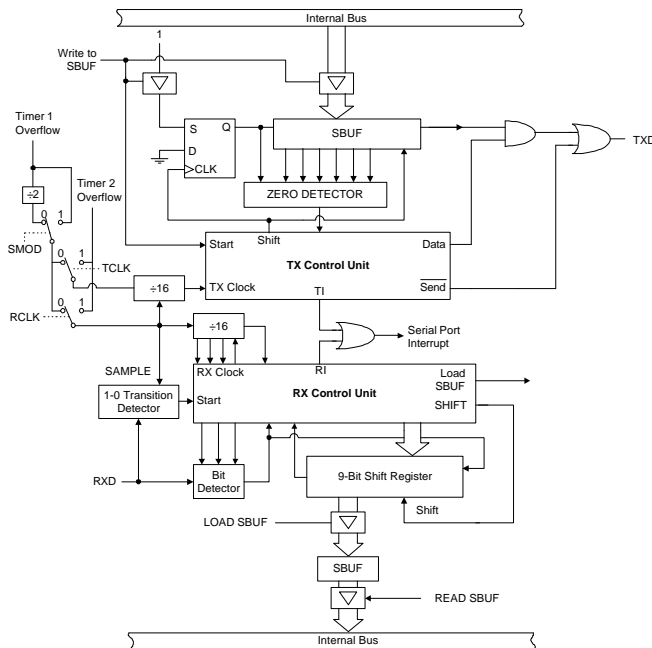 Internal Bus
1
Write to
SBUF
S
Q
D
CLK
SBUF
TXD
Timer 1
Overflow
÷2
Timer 2
Overflow
ZERO DETECTOR
0
1
SMOD
Shift
Start
Data
TX Control Unit
0
1
TCLK
÷16
TX Clock
TI
Send
0
1
RCLK
÷16
Serial Port
Interrupt
SAMPLE
RX Clock
RI
Load
SBUF
1-0 Transition
Detector
Start
RX Control Unit
SHIFT
RXD
Bit
Detector
9-Bit Shift Register
Shift
LOAD SBUF
SBUF
READ SBUF
Internal Bus